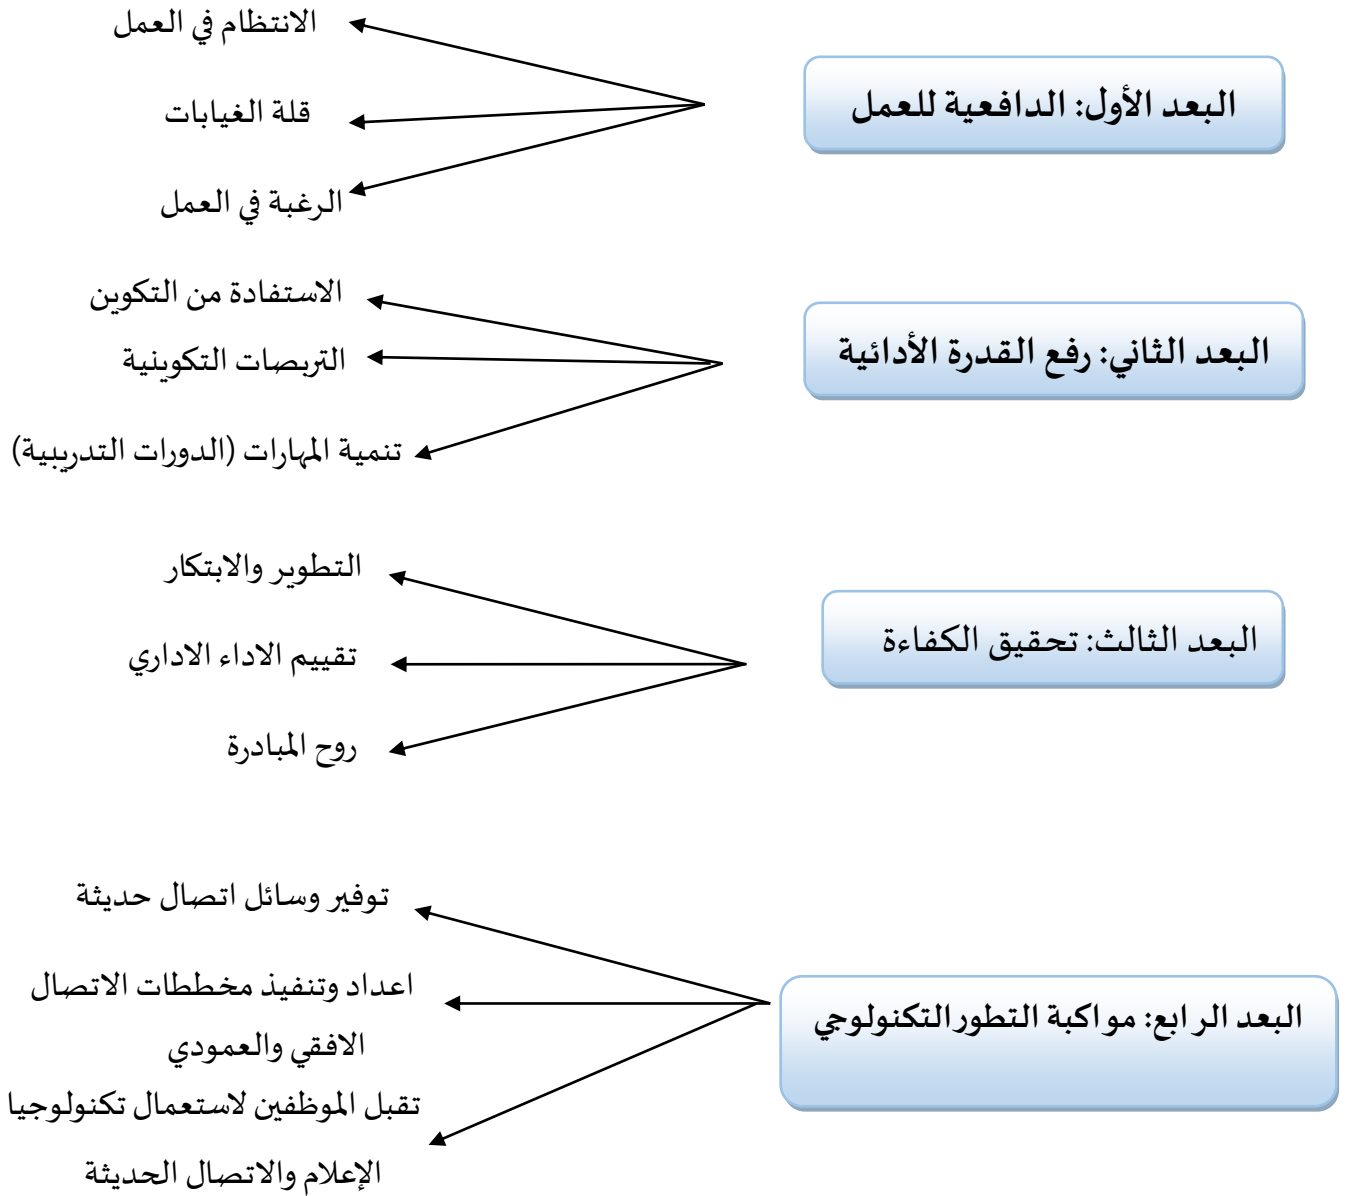 البعد الأول: الدافعية للعمل
الانتظام في العمل
قلة الغيابات
الرغبة في العمل
البعد الثاني: رفع القدرة الأدائية
الاستفادة من التكوين
التربصات التكوينية
تنمية المهارات (الدورات التدريبية)
البعد الثالث: تحقيق الكفاءة
التطوير والابتكار
تقييم الاداء الاداري
روح المبادرة
البعد الرابع: مواكبة التطور التكنولوجي
توفير وسائل اتصال حديثة
اعداد وتنفيذ مخططات الاتصال
الافقي والعمودي
تقبل الموظفين لاستعمال تكنولوجيا
الإعلام والاتصال الحديثة